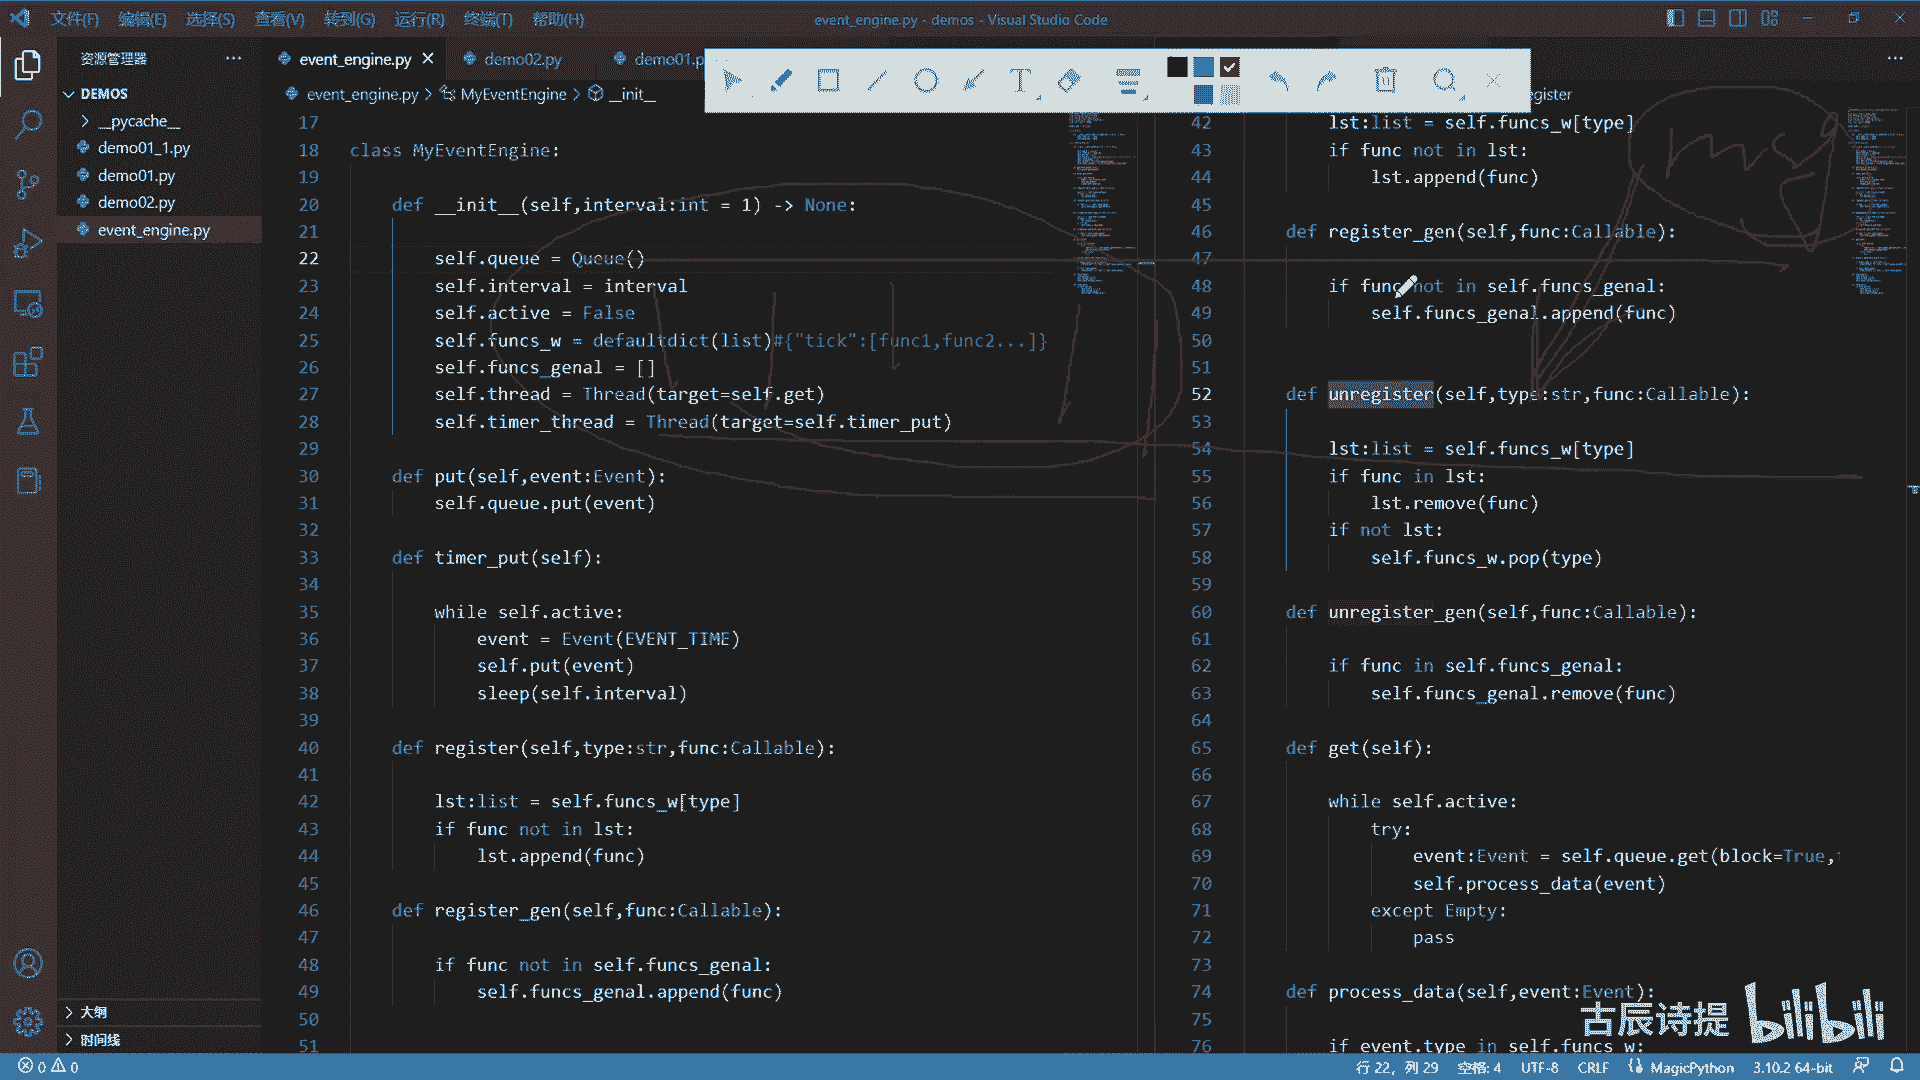 文件(F) 编辑(E) 选择(S) 查看(V) 转到(G) 运行(R) 终端(T) 帮助(H)
event_engine.py - demos - Visual Studio Code
资源管理器
DEMOS
__pycache__
demo01_1.py
demo01.py
demo02.py
event_engine.py
大纲
时间线
event_engine.py
demo02.py
demo01.p
event_engine.py > MyEventEngine > __init__
17
18 class MyEventEngine:
19
20 def __init__(self,interval:int = 1) -> None:
21
22 self.queue = Queue()
23 self.interval = interval
24 self.active = False
25 self.funcs_w = defaultdict(list)#{"tick":[func1,func2...]}
26 self.funcs_genal = []
27 self.thread = Thread(target=self.get)
28 self.timer_thread = Thread(target=self.timer_put)
29
30 def put(self,event:Event):
31 self.queue.put(event)
32
33 def timer_put(self):
34
35 while self.active:
36 event = Event(EVENT_TIME)
37 self.put(event)
38 sleep(self.interval)
39
40 def register(self,type:str,func:Callable):
41
42 lst:list = self.funcs_w[type]
43 if func not in lst:
44 lst.append(func)
45
46 def register_gen(self,func:Callable):
47
48 if func not in self.funcs_genal:
49 self.funcs_genal.append(func)
50
51
T
egister
42 lst:list = self.funcs_w[type]
43 if func not in lst:
44 lst.append(func)
45
46 def register_gen(self,func:Callable):
47
48 if func not in self.funcs_genal:
49 self.funcs_genal.append(func)
50
51
52 def unregister(self,type:str,func:Callable):
53
54 lst:list = self.funcs_w[type]
55 if func in lst:
56 lst.remove(func)
57 if not lst:
58 self.funcs_w.pop(type)
59
60 def unregister_gen(self,func:Callable):
61
62 if func in self.funcs_genal:
63 self.funcs_genal.remove(func)
64
65 def get(self):
66
67 while self.active:
68 try:
69 event:Event = self.queue.get(block=True,
70 self.process_data(event)
71 except Empty:
72 pass
73
74 def process_data(self,event:Event):
75
76 if event.type in self.funcs_w:
古辰诗提 bilibili
0 0
行 22, 列 29 空格: 4 UTF-8 CRLF MagicPython 3.10.2 64-bit